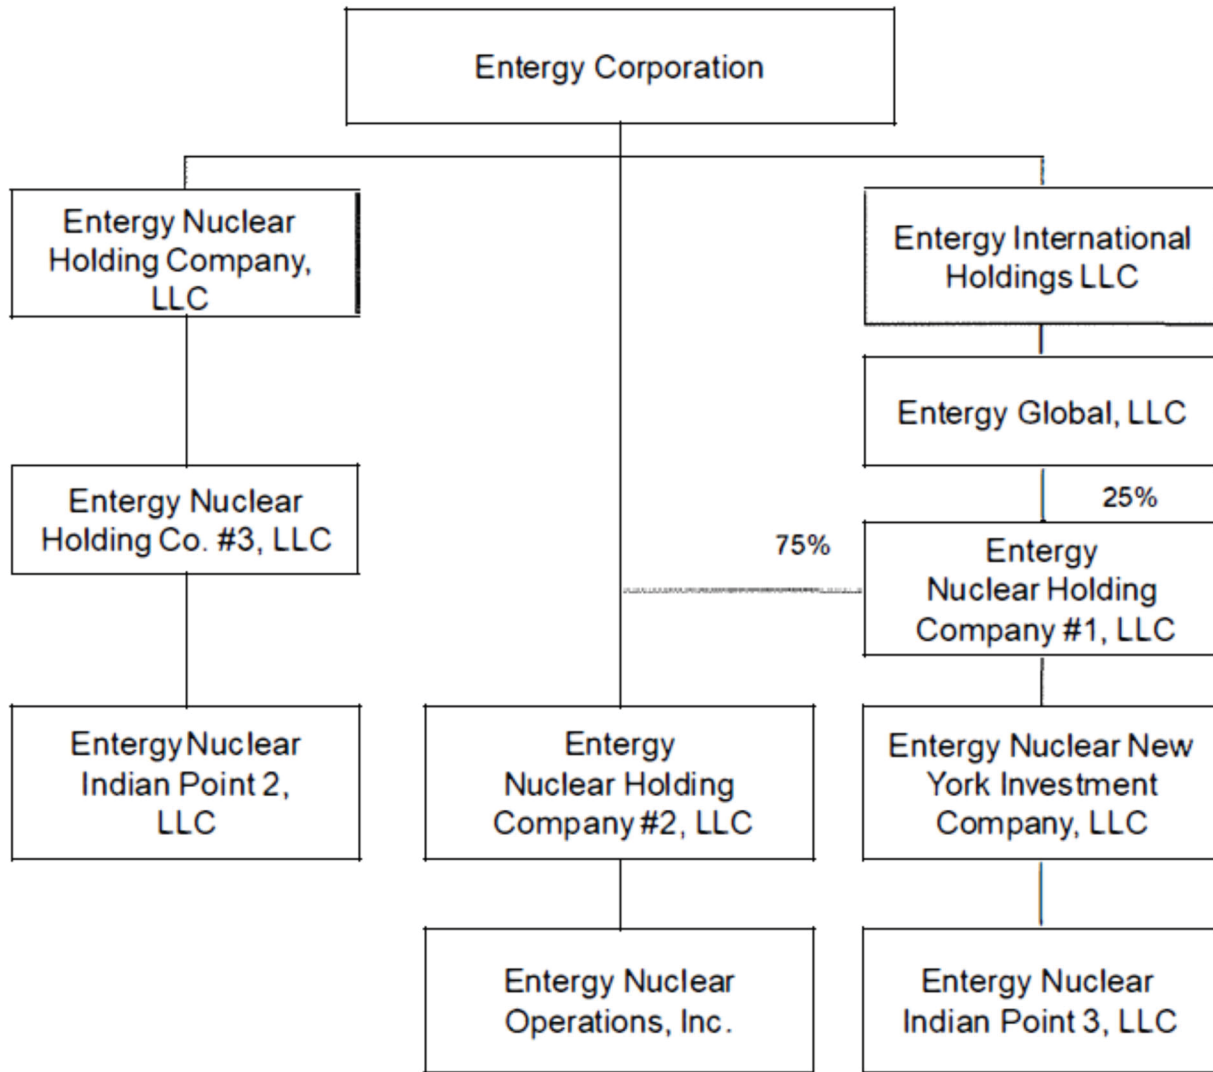 Entergy Corporation
Entergy Nuclear
Holding Company,
LLC
Entergy International
Holdings LLC
Entergy Global, LLC
25%
Entergy Nuclear
Holding Co. #3, LLC
75%
Entergy
Nuclear Holding
Company #1, LLC
EntergyNuclear
Indian Point 2,
LLC
Entergy
Nuclear Holding
Company #2, LLC
Entergy Nuclear New
York Investment
Company, LLC
Entergy Nuclear
Operations, Inc.
Entergy Nuclear
Indian Point 3, LLC